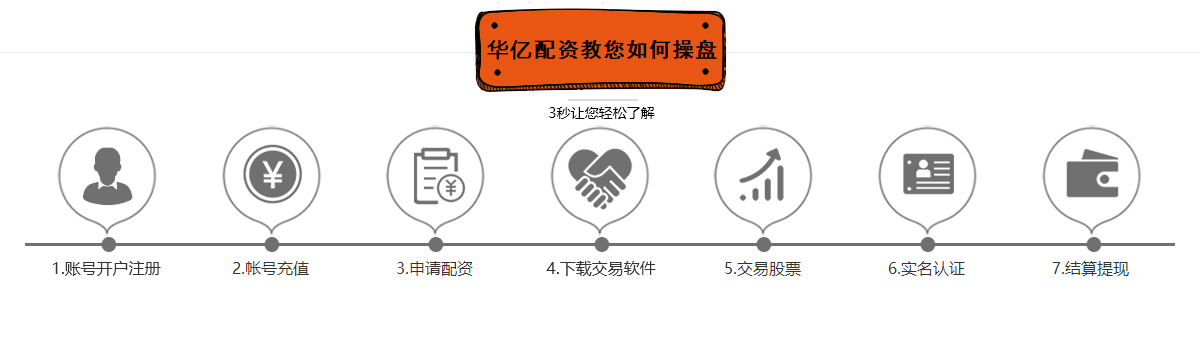 华亿配资教您如何操盘
3秒让您轻松了解
1.账号开户注册
2.帐号充值
3.申请配资
4.下载交易软件
5.交易股票
6.实名认证
7.结算提现